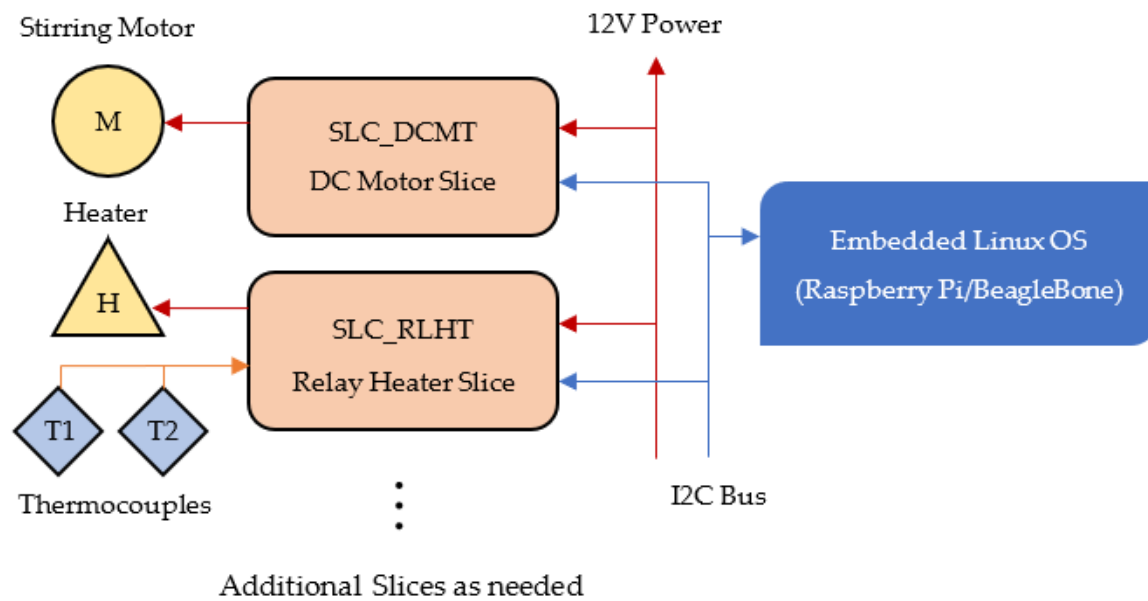 Stirring Motor
12V Power
M
SLC_DCMT
DC Motor Slice
Heater
Embedded Linux OS
(Raspberry Pi/BeagleBone)
H
SLC_RLHT
Relay Heater Slice
T1
T2
Thermocouples
I2C Bus
Additional Slices as needed